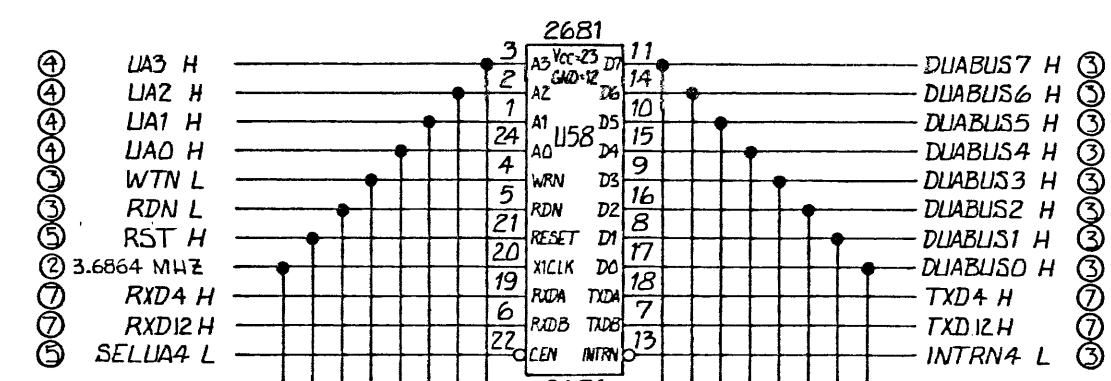 2681
④ UA3 H 3 A3 VCC=23 D7 11 DUABUS7 H ③
④ UA2 H 2 A2 GND=12 D6 14 DUABUS6 H ③
④ UA1 H 1 A1 D5 10 DUABUS5 H ③
④ UA0 H 24 A0 U58 D4 15 DUABUS4 H ③
③ WTN L 4 WRN D3 9 DUABUS3 H ③
③ RDN L 5 RDN D2 16 DUABUS2 H ③
⑤ RST H 21 RESET D1 8 DUABUS1 H ③
② 3.6864 MHZ 20 X1CLK D0 17 DUABUS0 H ③
⑦ RXD4 H 19 RXDA TXDA 18 TXD4 H ⑦
⑦ RXD12 H 6 RXDB TXDB 7 TXD12H ⑦
⑤ SELUA4 L 22 CEN INTRN 13 INTRN4 L ③